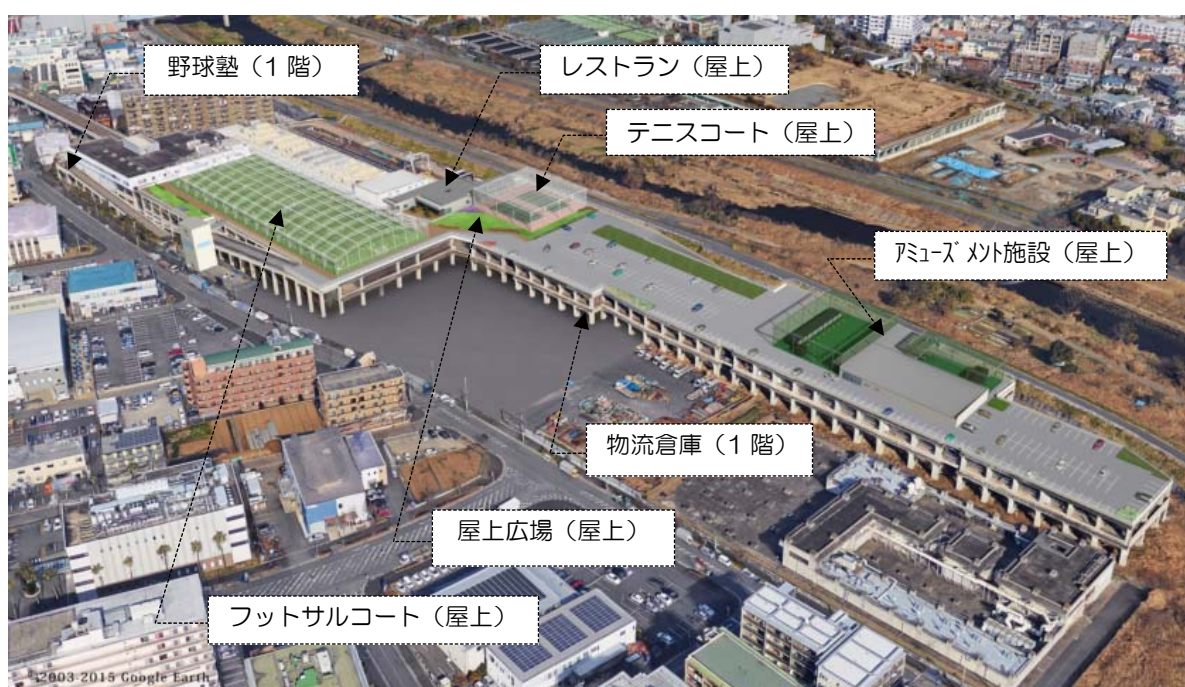 野球塾（1階）
レストラン（屋上）
テニスコート（屋上）
ｱﾐｭｰｽﾞﾒﾝﾄ施設（屋上）
物流倉庫（1階）
屋上広場（屋上）
フットサルコート（屋上）
©2003-2015 Google Earth